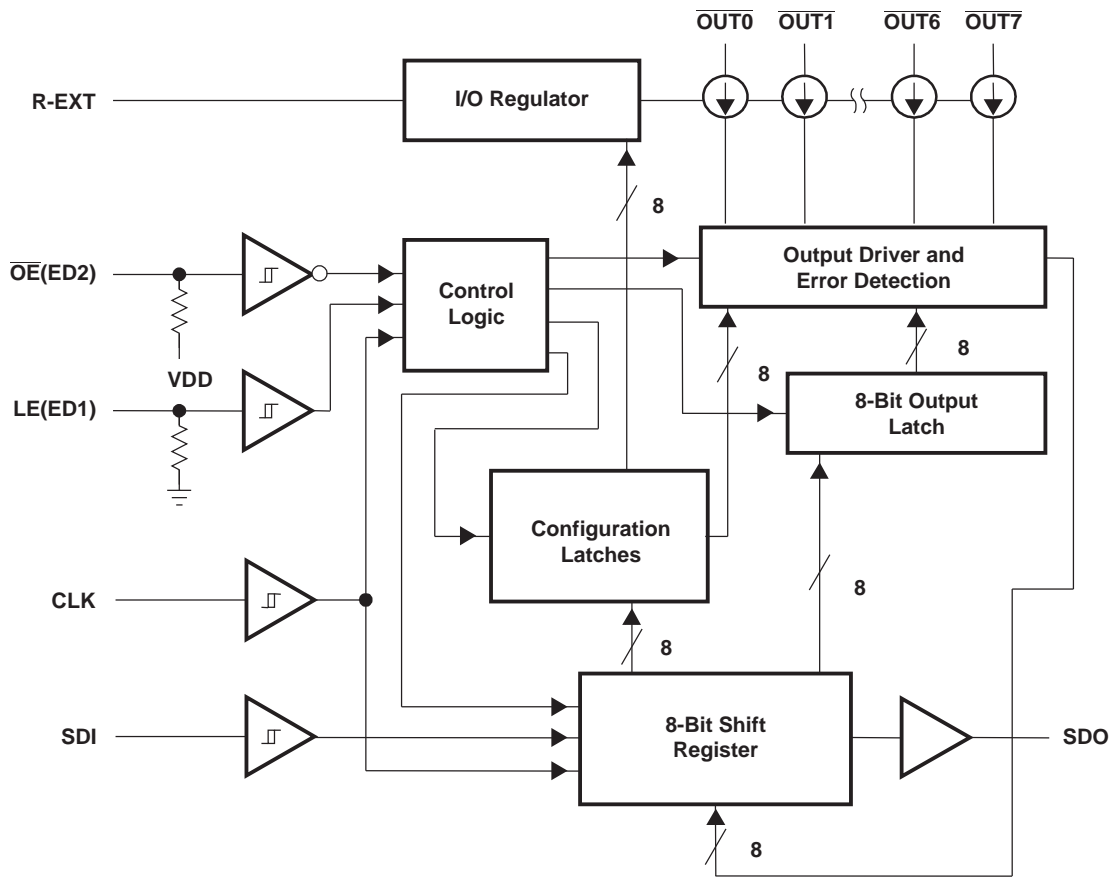 OUT0 OUT1 OUT6 OUT7
R-EXT
I/O Regulator
8
OE(ED2)
Control
Logic
Output Driver and
Error Detection
VDD
8
8
LE(ED1)
8-Bit Output
Latch
Configuration
Latches
CLK
8
8
SDI
8-Bit Shift
Register
SDO
8